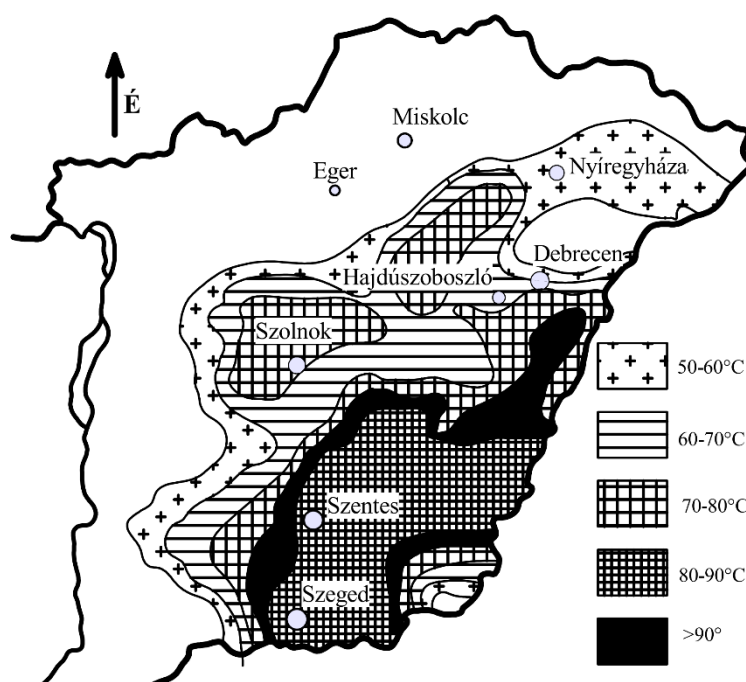 É
Miskolc
Eger
Nyíregyháza
Debrecen
Hajdúszoboszló
Szolnok
Szentes
Szeged
50-60°C
60-70°C
70-80°C
80-90°C
>90°